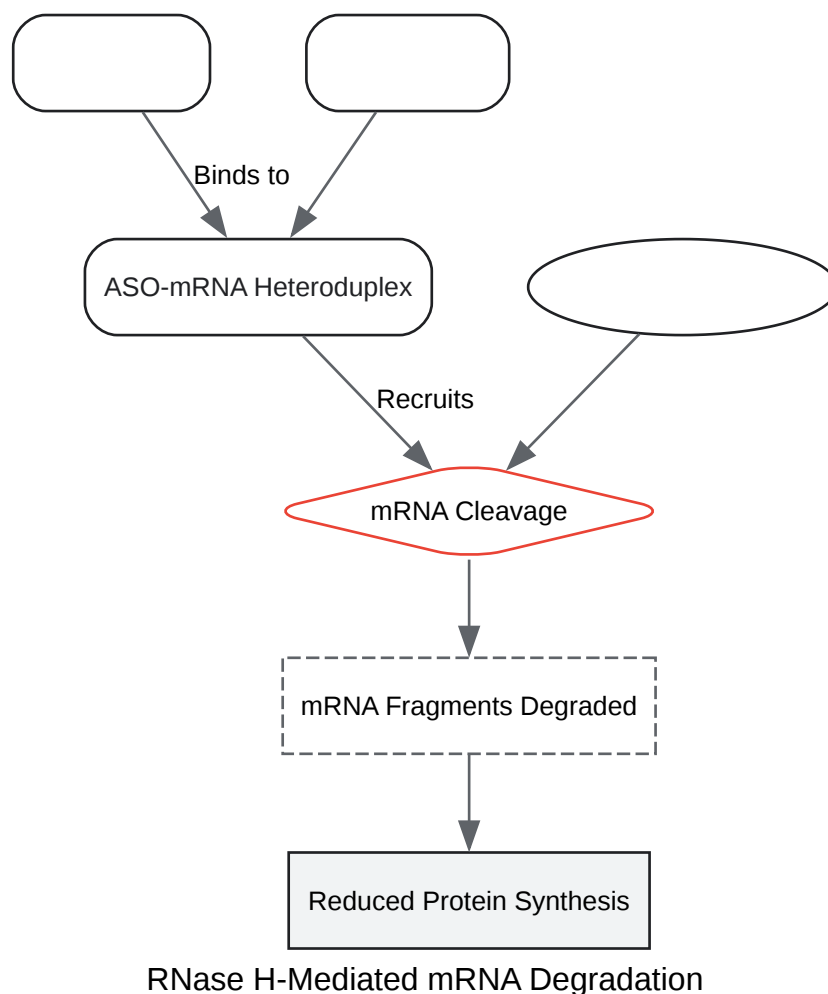 Binds to
ASO-mRNA Heteroduplex
Recruits
mRNA Cleavage
mRNA Fragments Degraded
Reduced Protein Synthesis
RNase H-Mediated mRNA Degradation